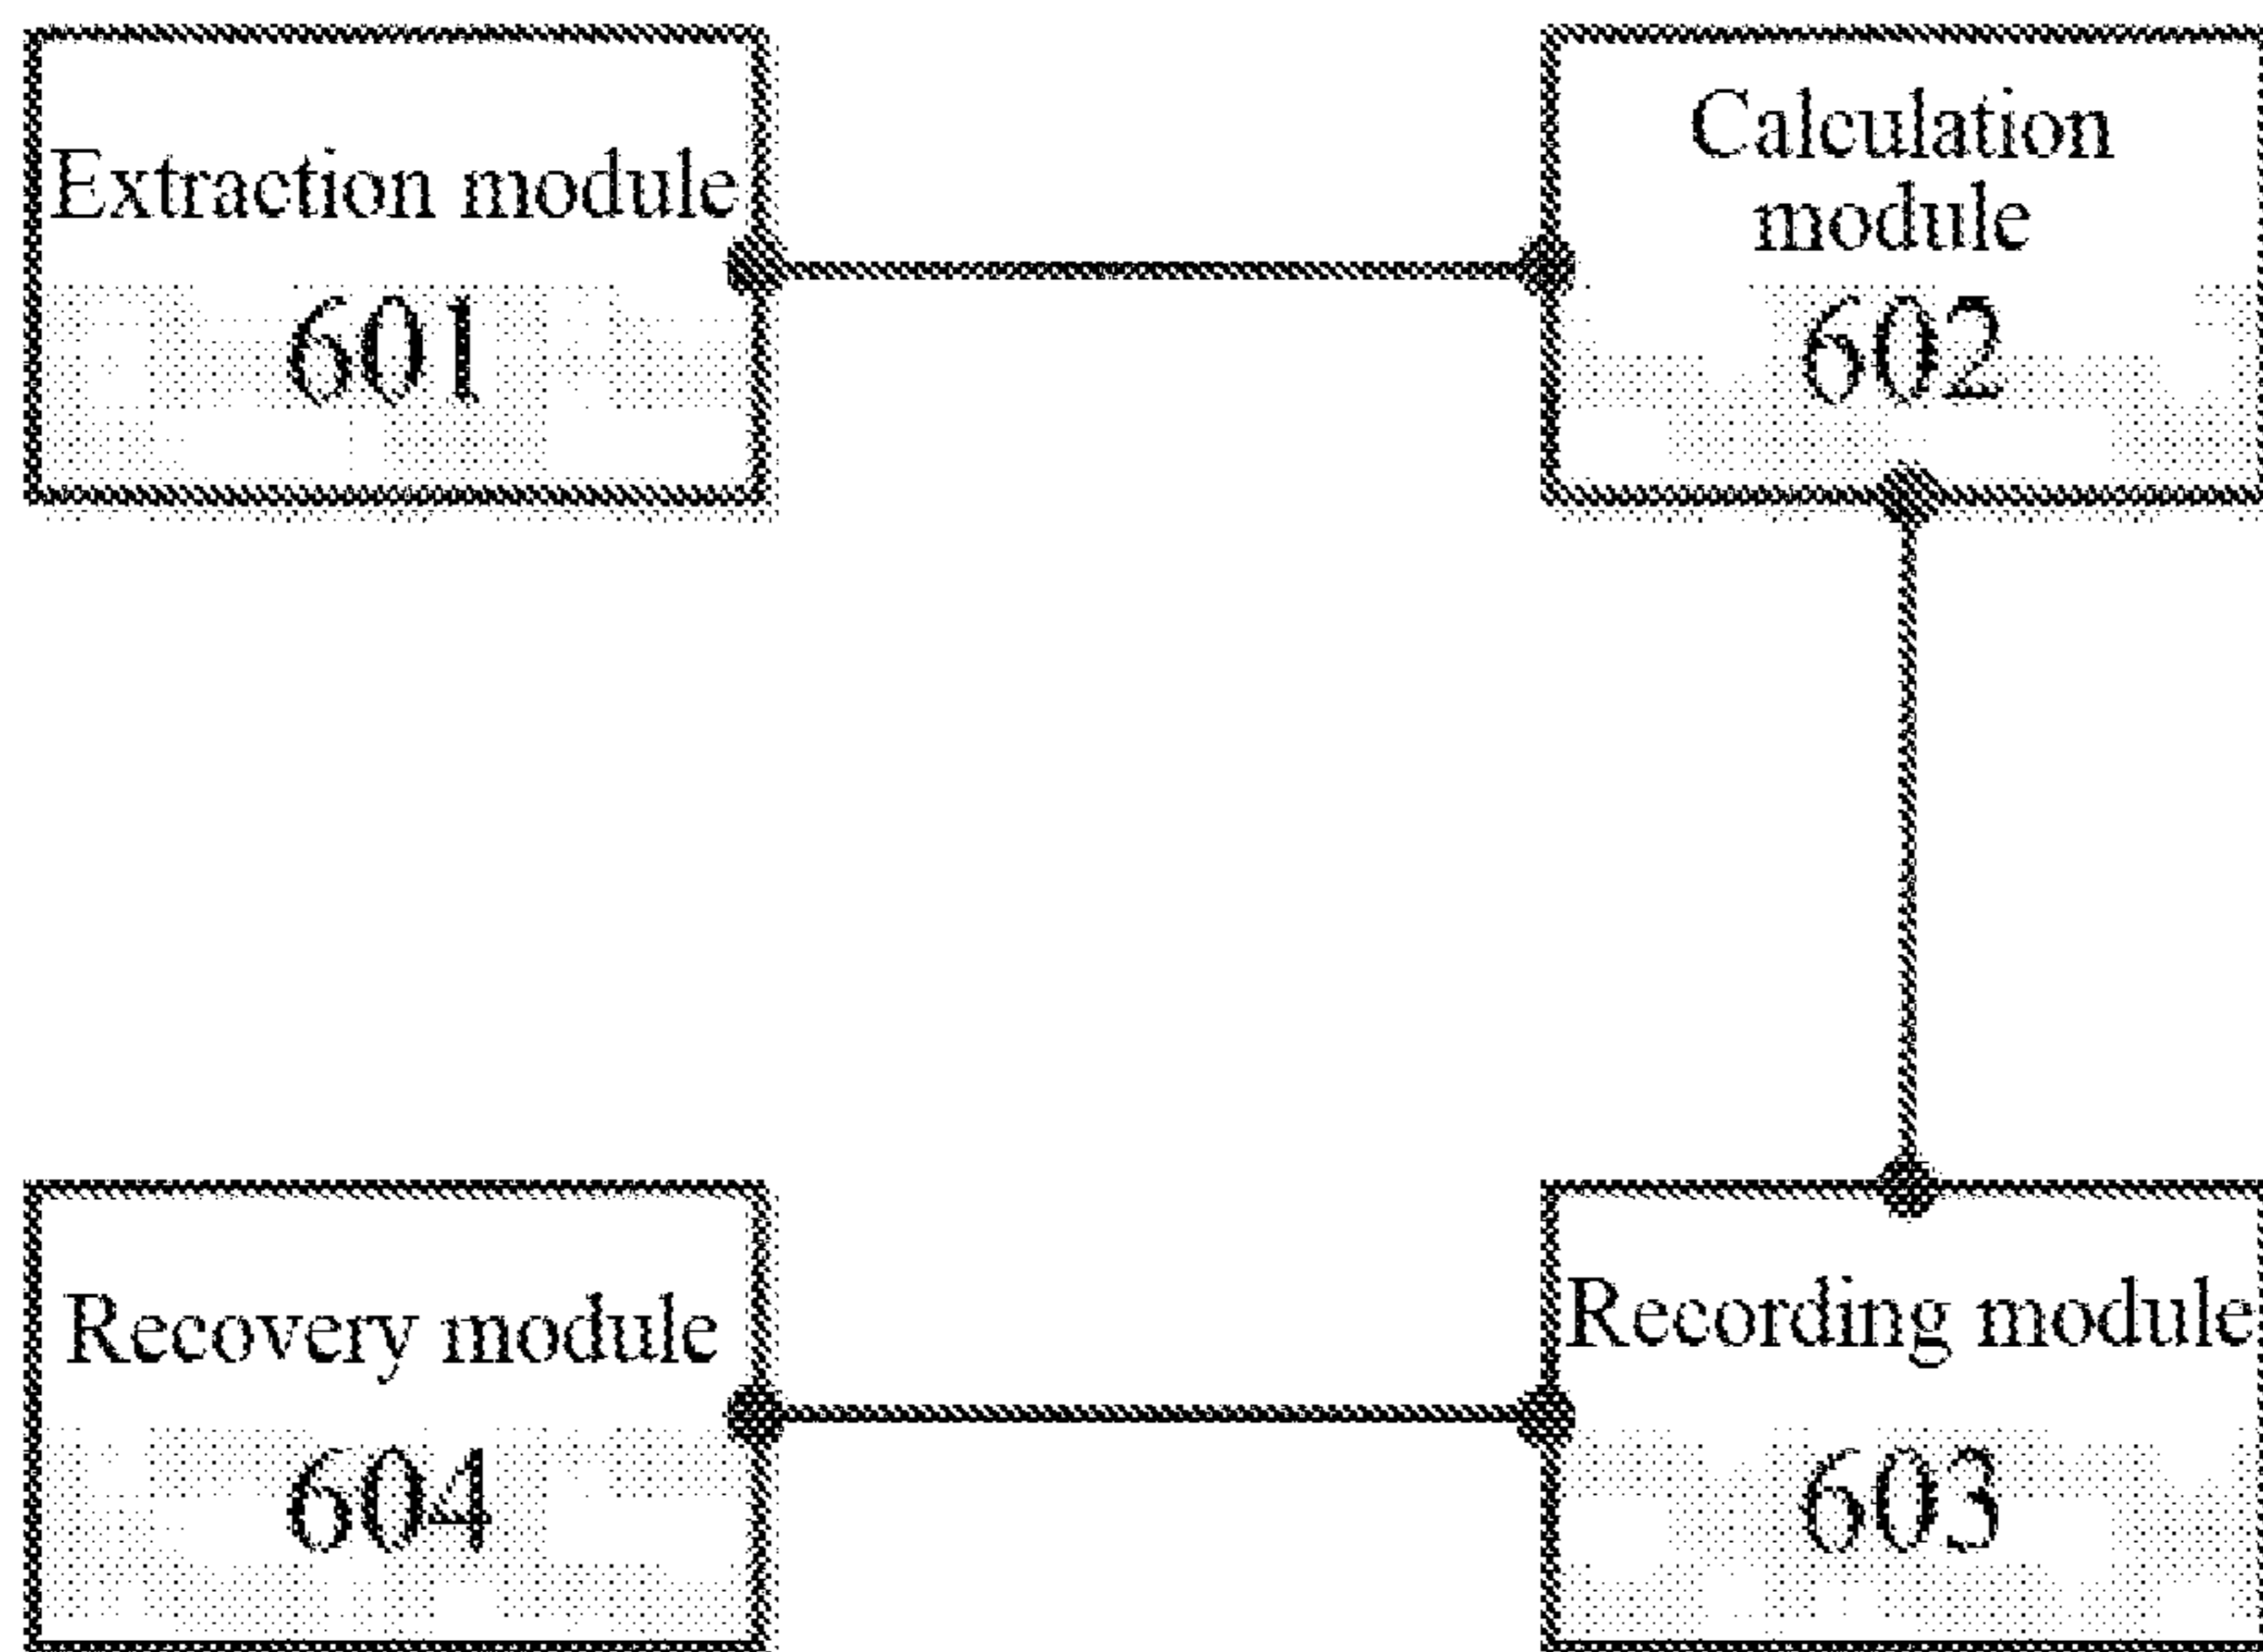 Extraction module
601
Calculation
module
602
Recovery module
604
Recording module
603